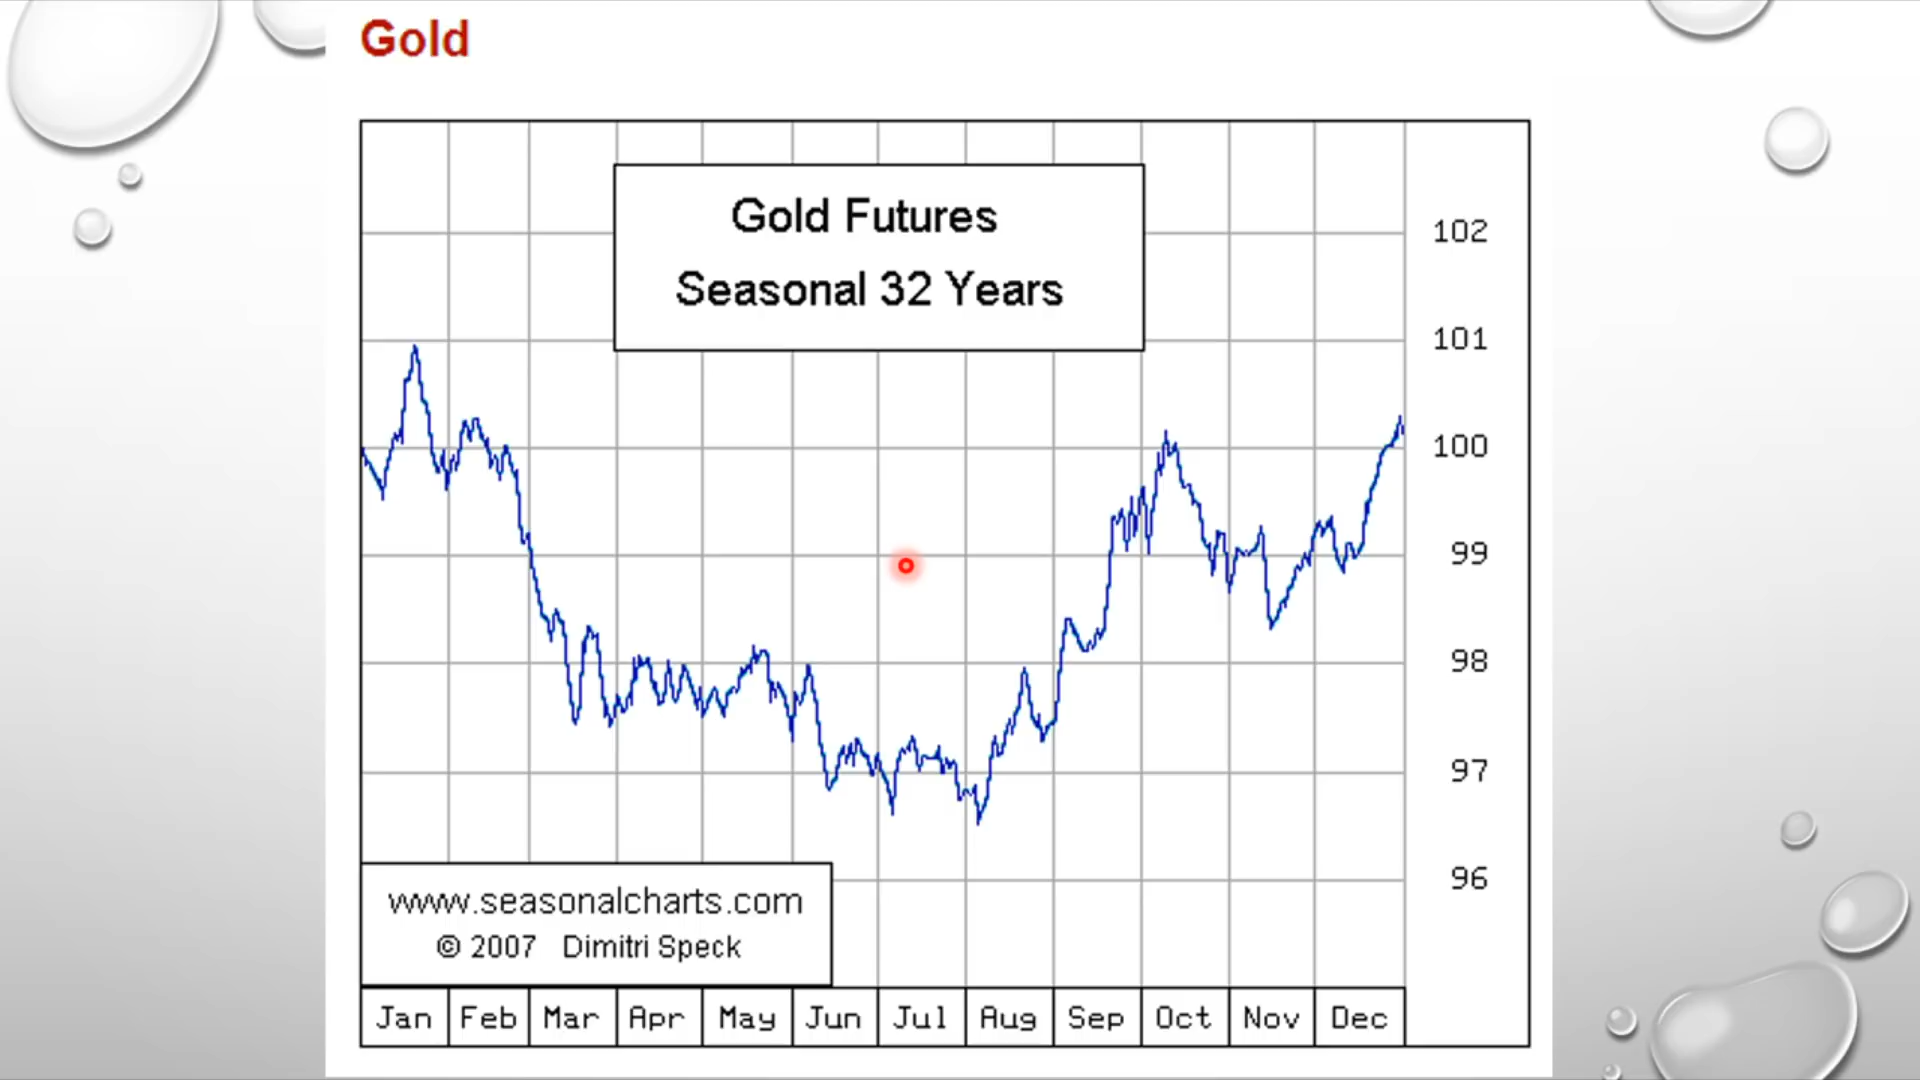 Gold
Gold Futures
Seasonal 32 Years
102
101
100
99
98
97
96
www.seasonalcharts.com
© 2007 Dimitri Speck
Jan Feb Mar Apr May Jun Jul Aug Sep Oct Nov Dec